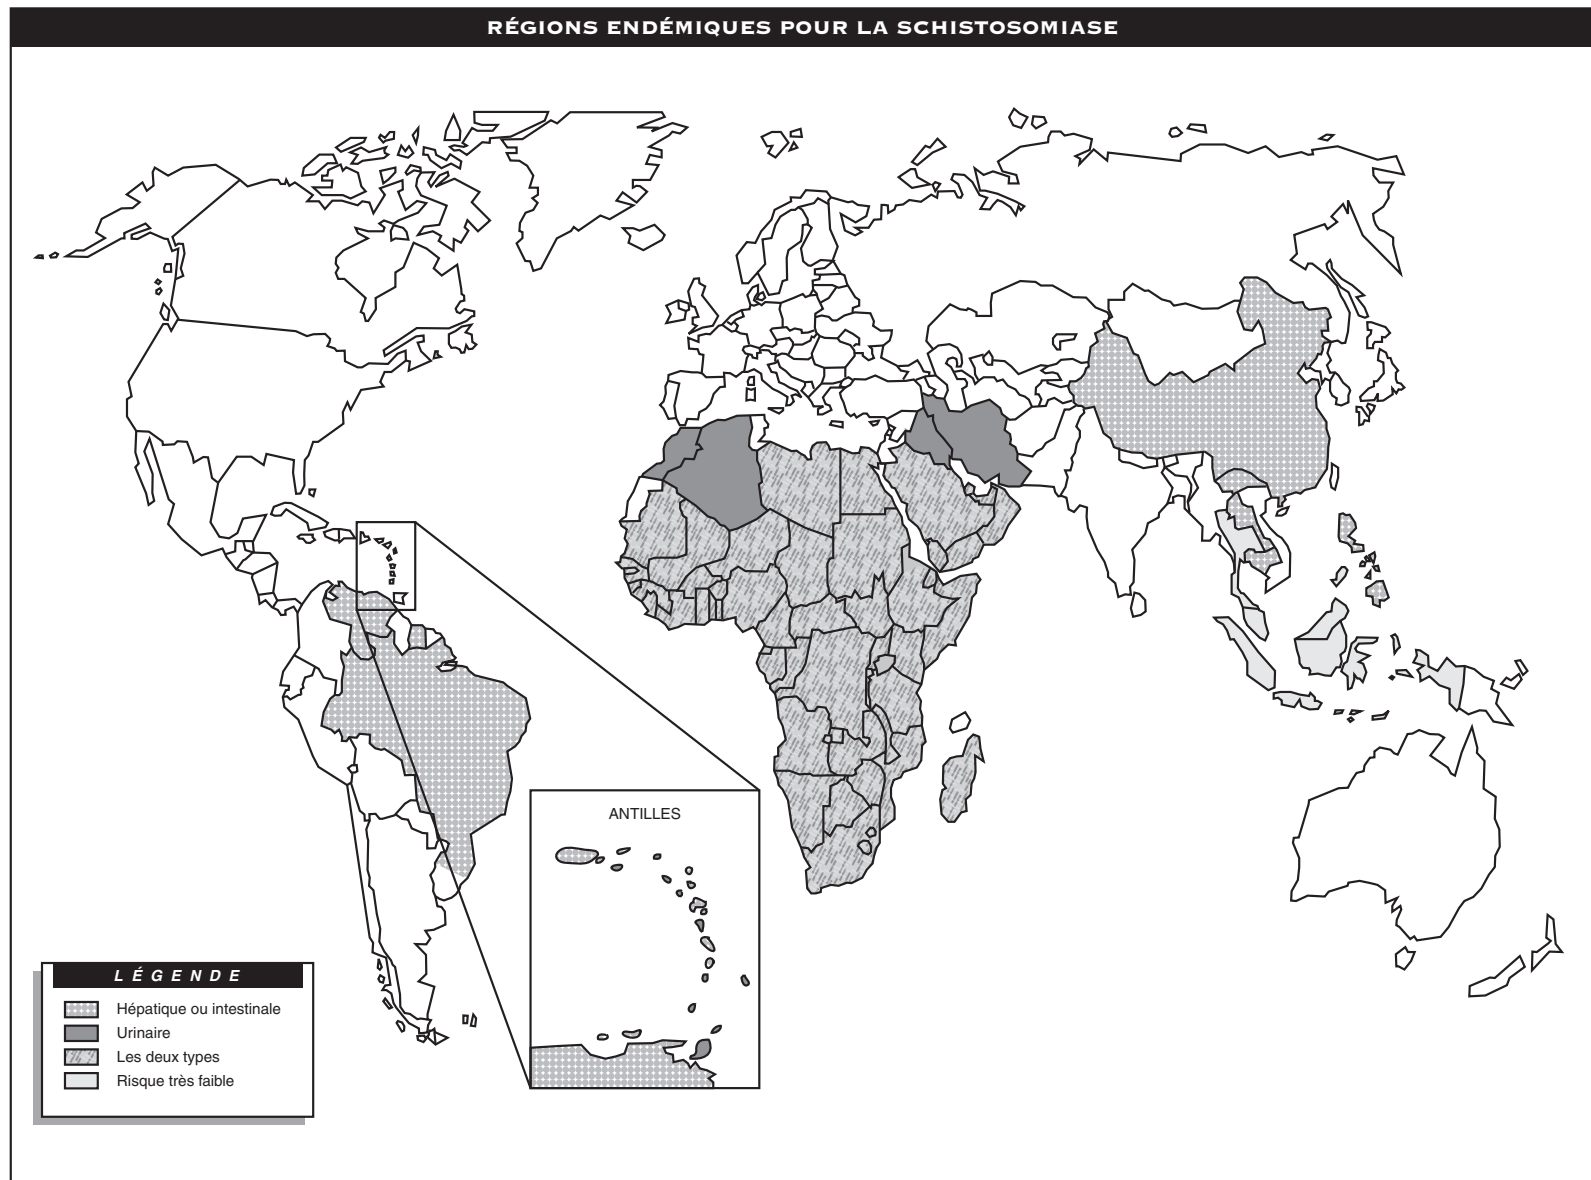 RÉGIONS ENDÉMIQUES POUR LA SCHISTOSOMIASE
ANTILLES
LÉGENDE
Hépatique ou intestinale
Urinaire
Les deux types
Risque très faible